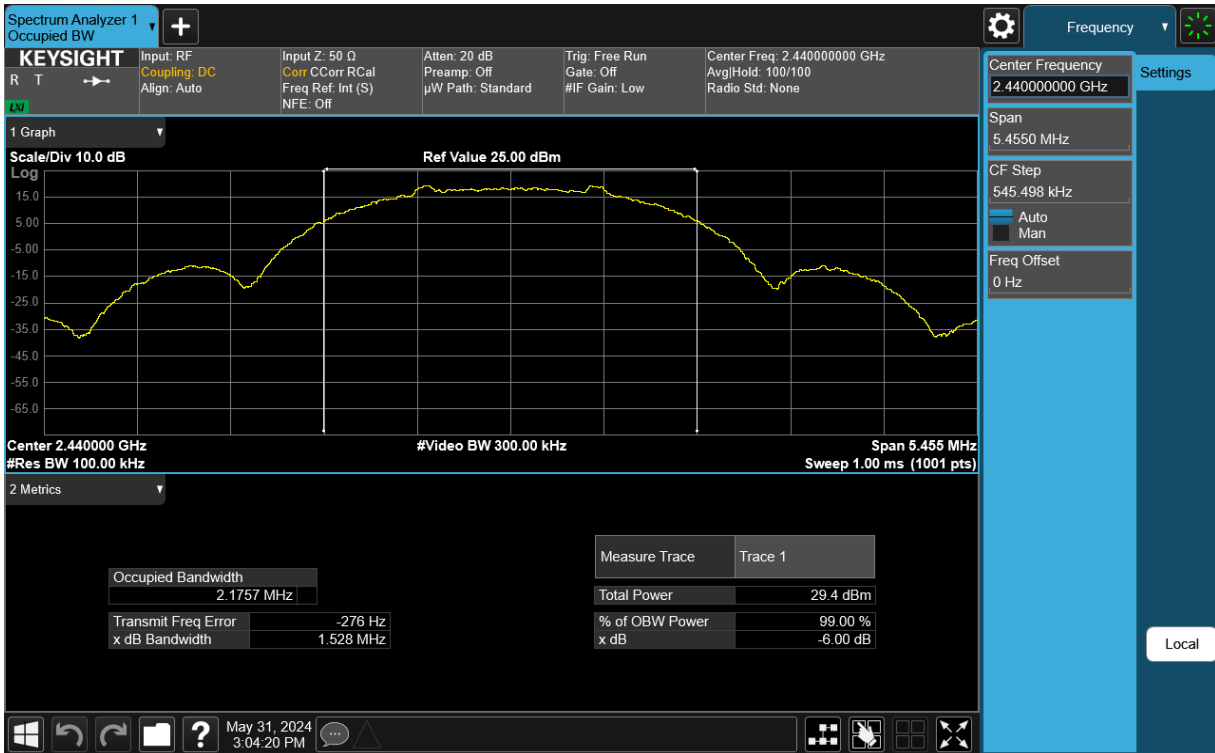 Spectrum Analyzer 1
Occupied BW
+
Frequency
KEYSIGHT
R T
LXI
Input: RF
Coupling: DC
Align: Auto
Input Z: 50 Ω
Corr CCorr RCal
Freq Ref: Int (S)
NFE: Off
Atten: 20 dB
Preamp: Off
µW Path: Standard
Trig: Free Run
Gate: Off
#IF Gain: Low
Center Freq: 2.440000000 GHz
Avg|Hold: 100/100
Radio Std: None
Center Frequency
2.440000000 GHz
Settings
Span
5.4550 MHz
CF Step
545.498 kHz
Auto
Man
Freq Offset
0 Hz
Local
1 Graph
Scale/Div 10.0 dB
Ref Value 25.00 dBm
Log
15.0
5.00
-5.00
-15.0
-25.0
-35.0
-45.0
-55.0
-65.0
Center 2.440000 GHz
#Video BW 300.00 kHz
Span 5.455 MHz
#Res BW 100.00 kHz
Sweep 1.00 ms (1001 pts)
2 Metrics
Measure Trace Trace 1
Occupied Bandwidth
2.1757 MHz
Total Power 29.4 dBm
Transmit Freq Error -276 Hz
% of OBW Power 99.00 %
x dB Bandwidth 1.528 MHz
x dB -6.00 dB
?
May 31, 2024
3:04:20 PM